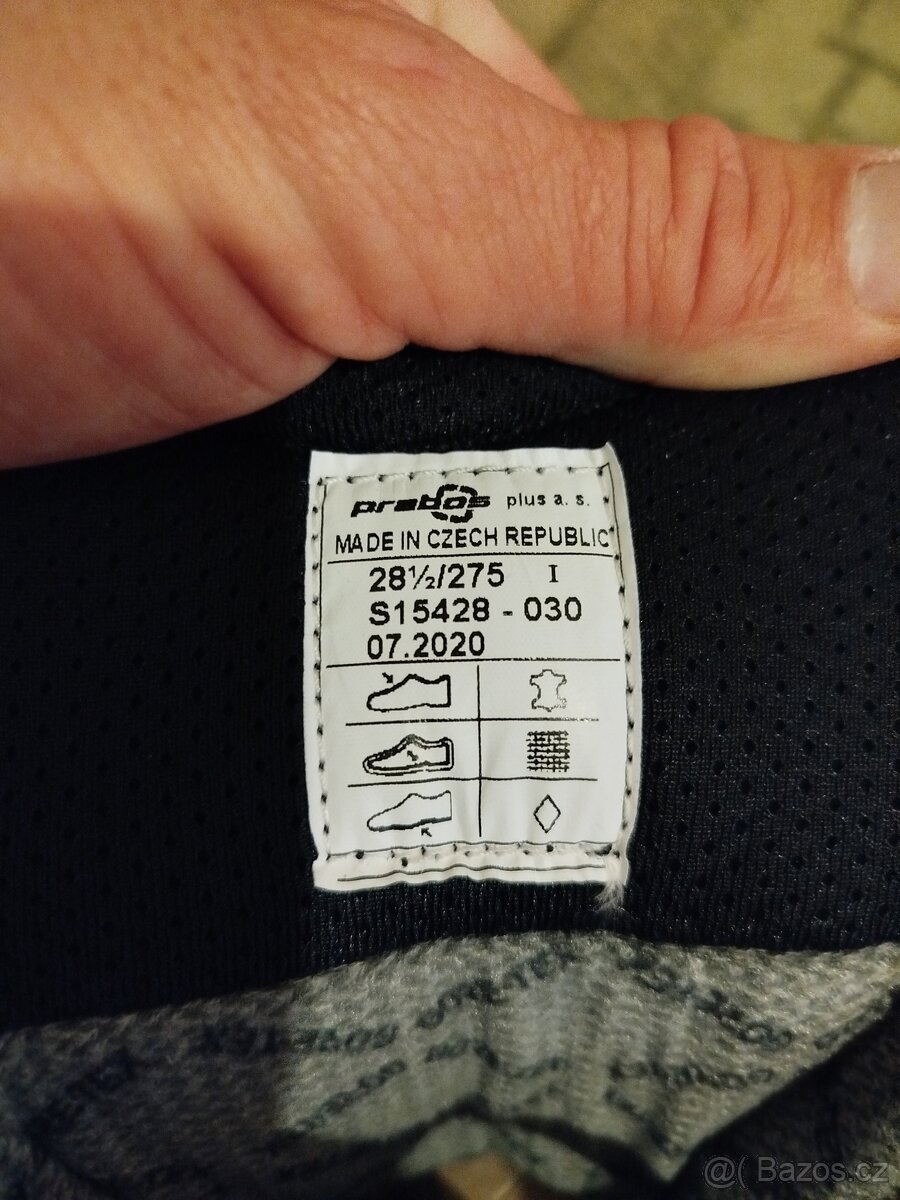 prabos plus a. s.
MADE IN CZECH REPUBLIC
28½/275 I
S15428 - 030
07.2020
@( Bazos.cz